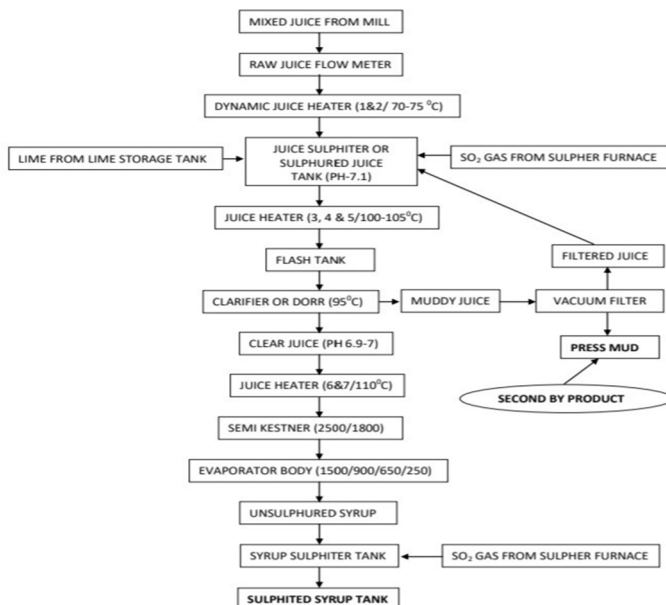 MIXED JUICE FROM MILL
RAW JUICE FLOW METER
DYNAMIC JUICE HEATER (1&2/ 70-75 ⁰C)
LIME FROM LIME STORAGE TANK
JUICE SULPHITER OR
SULPHURED JUICE
TANK (PH-7.1)
SO₂ GAS FROM SULPHER FURNACE
JUICE HEATER (3, 4 & 5/100-105⁰C)
FLASH TANK
FILTERED JUICE
CLARIFIER OR DORR (95⁰C)
MUDDY JUICE
VACUUM FILTER
CLEAR JUICE (PH 6.9-7)
PRESS MUD
JUICE HEATER (6&7/110⁰C)
SECOND BY PRODUCT
SEMI KESTNER (2500/1800)
EVAPORATOR BODY (1500/900/650/250)
UNSULPHURED SYRUP
SYRUP SULPHITER TANK
SO₂ GAS FROM SULPHER FURNACE
SULPHITED SYRUP TANK